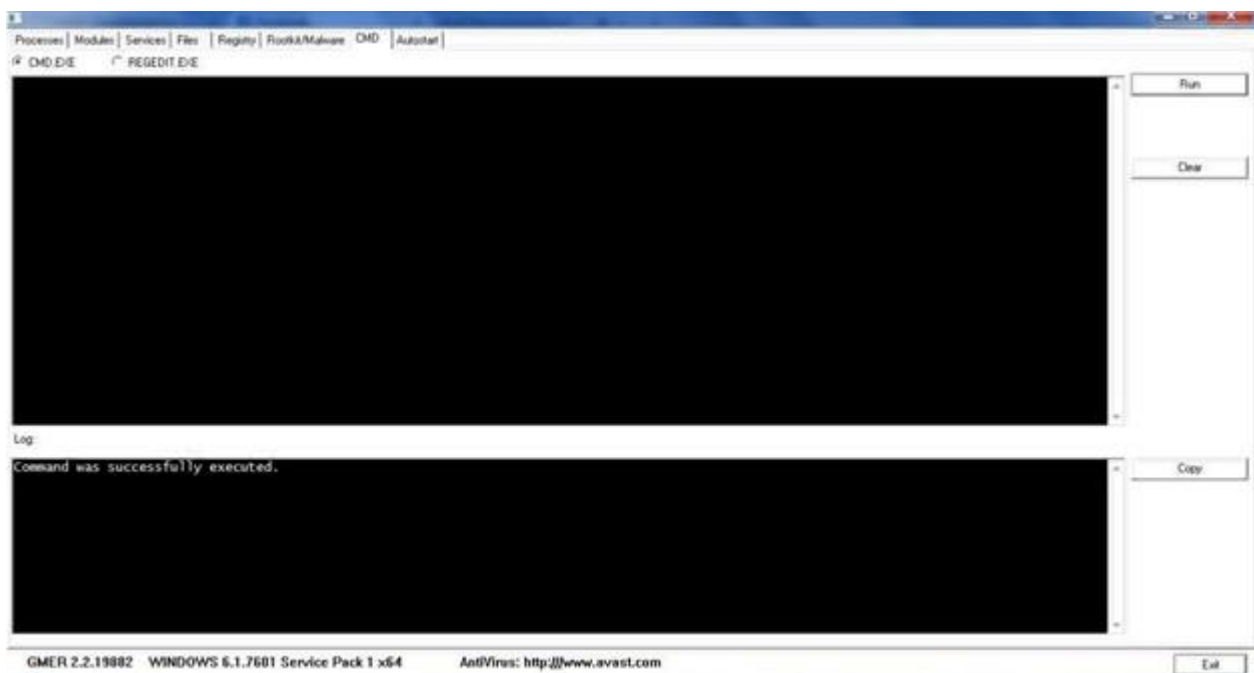 Processes Modules Services Files Registry Rootkit/Malware CMD Autostart
CMD.EXE REGEDIT.EXE
Run
Clear
Log:
Command was successfully executed.
Copy
GMER 2.2.19882 WINDOWS 6.1.7601 Service Pack 1 x64 AntiVirus: http:///www.avast.com
Exit